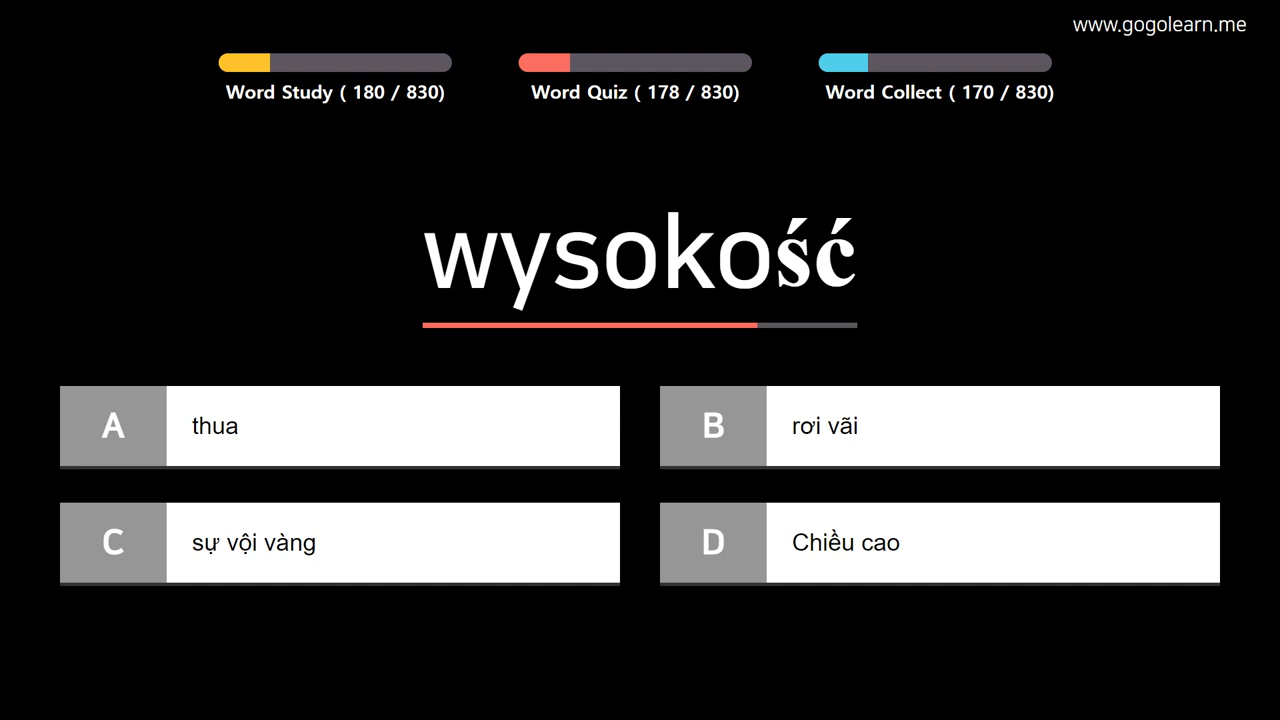 www.gogolearn.me
Word Study ( 180 / 830)
Word Quiz ( 178 / 830)
Word Collect ( 170 / 830)
wysokość
A thua
B rơi vãi
C sự vội vàng
D Chiều cao